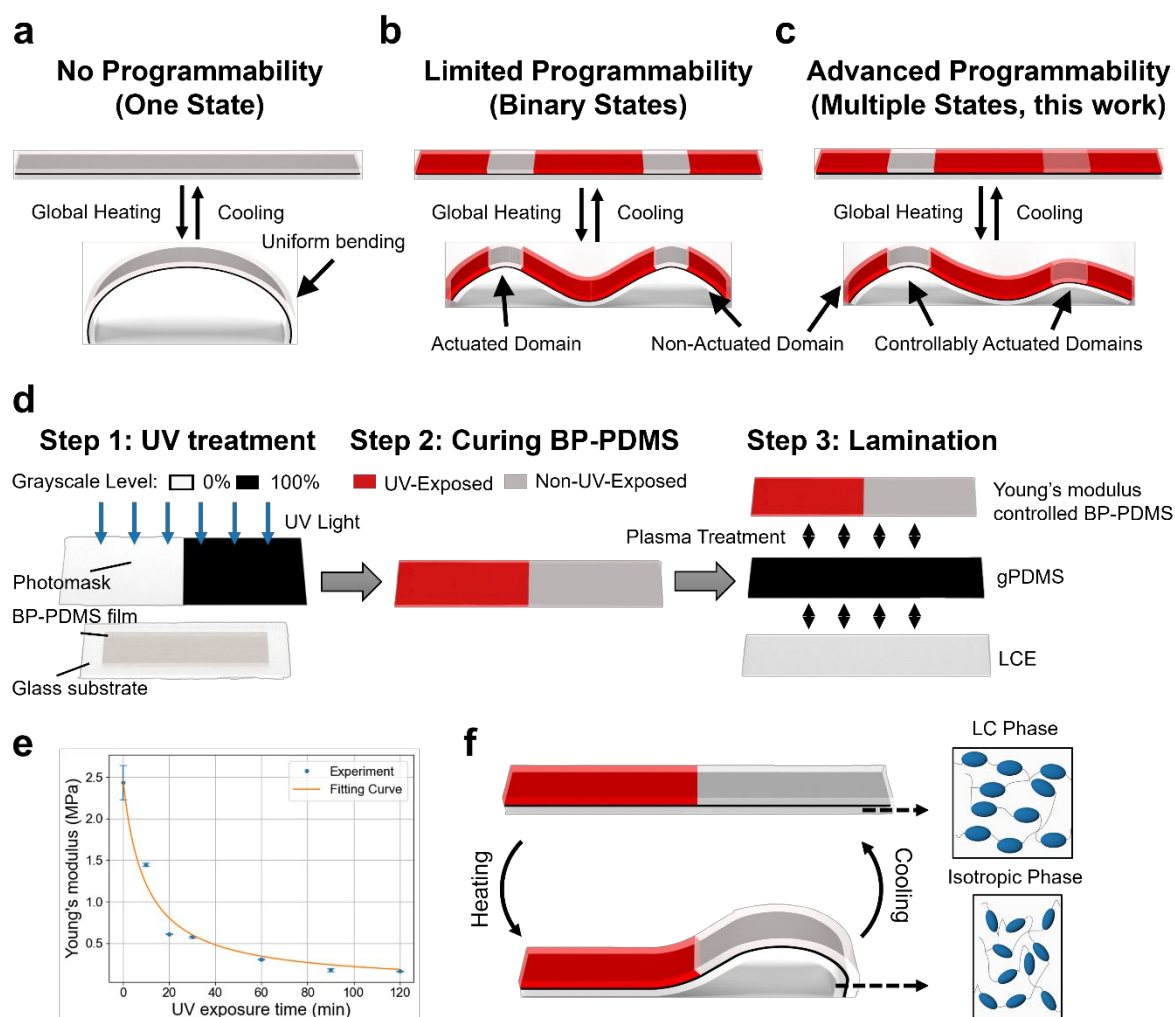 a
No Programmability
(One State)
Global Heating
Cooling
Uniform bending
b
Limited Programmability
(Binary States)
Global Heating
Cooling
Actuated Domain
Non-Actuated Domain
c
Advanced Programmability
(Multiple States, this work)
Global Heating
Cooling
Controllably Actuated Domains
d
Step 1: UV treatment
Grayscale Level: 0% 100%
UV Light
Photomask
BP-PDMS film
Glass substrate
Step 2: Curing BP-PDMS
UV-Exposed Non-UV-Exposed
Step 3: Lamination
Young's modulus
controlled BP-PDMS
Plasma Treatment
gPDMS
LCE
e
Young's modulus (MPa)
2.5
2.0
1.5
1.0
0.5
Experiment
Fitting Curve
0 20 40 60 80 100 120
UV exposure time (min)
f
Heating
Cooling
LC Phase
Isotropic Phase